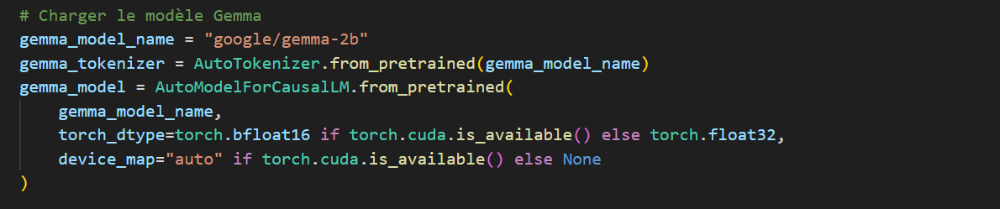 # Charger le modèle Gemma
gemma_model_name = "google/gemma-2b"
gemma_tokenizer = AutoTokenizer.from_pretrained(gemma_model_name)
gemma_model = AutoModelForCausalLM.from_pretrained(
    gemma_model_name,
    torch_dtype=torch.bfloat16 if torch.cuda.is_available() else torch.float32,
    device_map="auto" if torch.cuda.is_available() else None
)